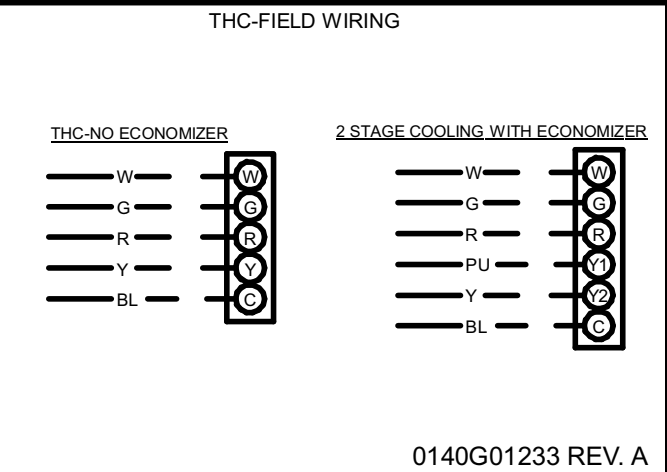 THC-FIELD WIRING
THC-NO ECONOMIZER
W W
G G
R R
Y Y
BL C
2 STAGE COOLING WITH ECONOMIZER
W W
G G
R R
PU Y1
Y Y2
BL C
0140G01233 REV. A